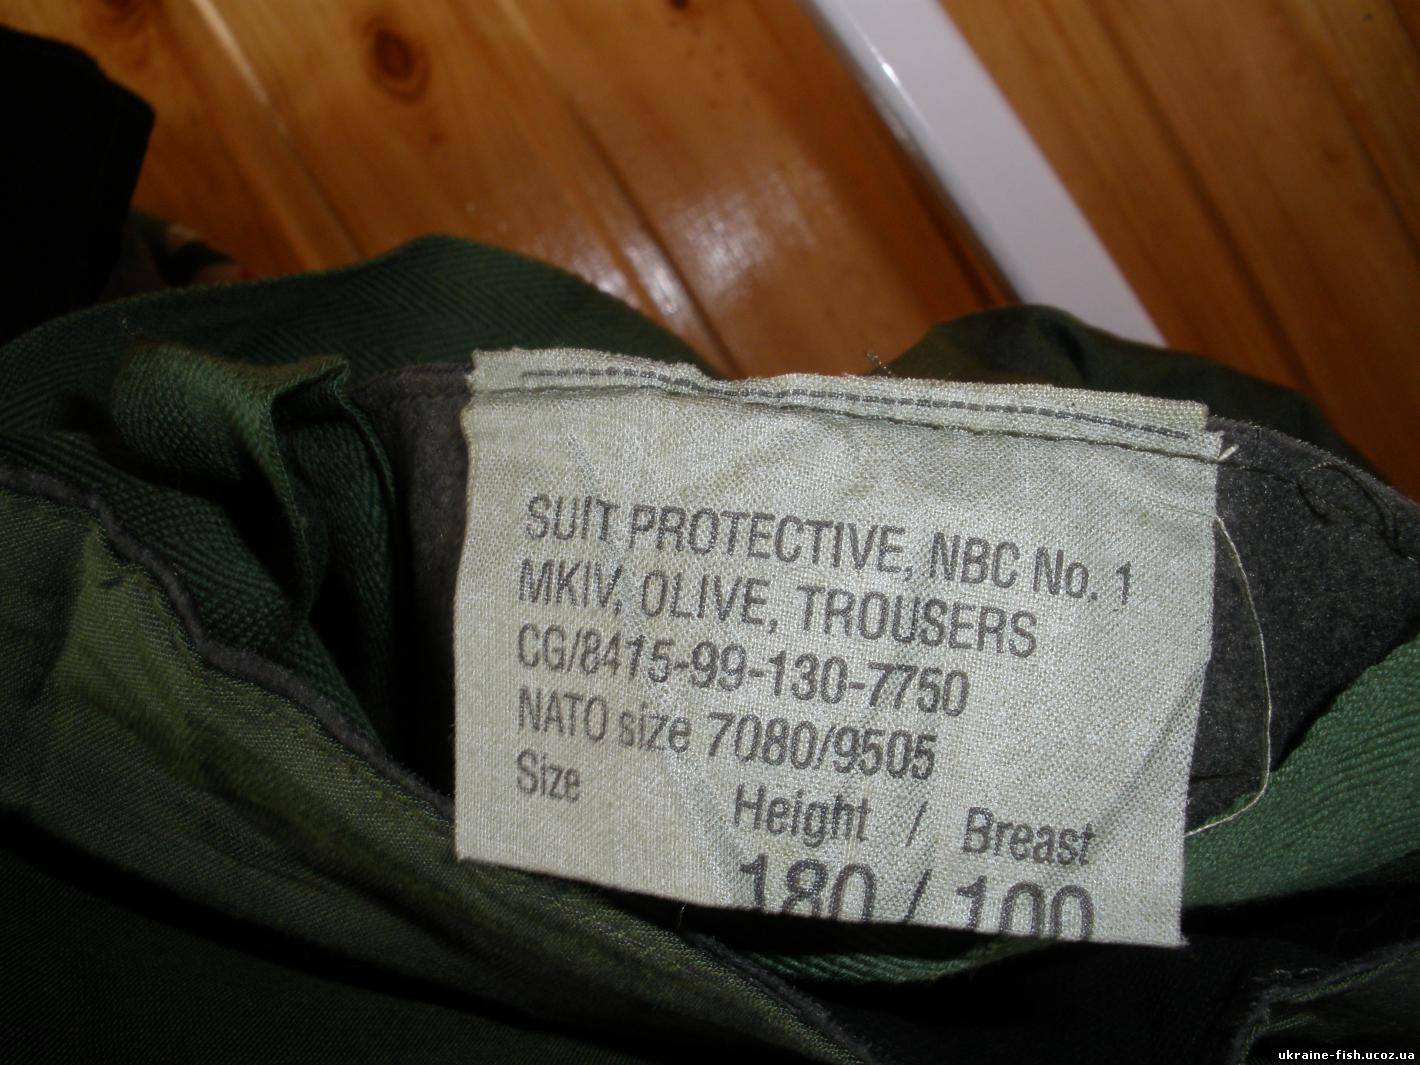 SUIT PROTECTIVE, NBC No. 1
MKIV, OLIVE, TROUSERS
CG/8415-99-130-7750
NATO size 7080/9505
Size
Height / Breast
180 / 100
ukraine-fish.ucoz.ua